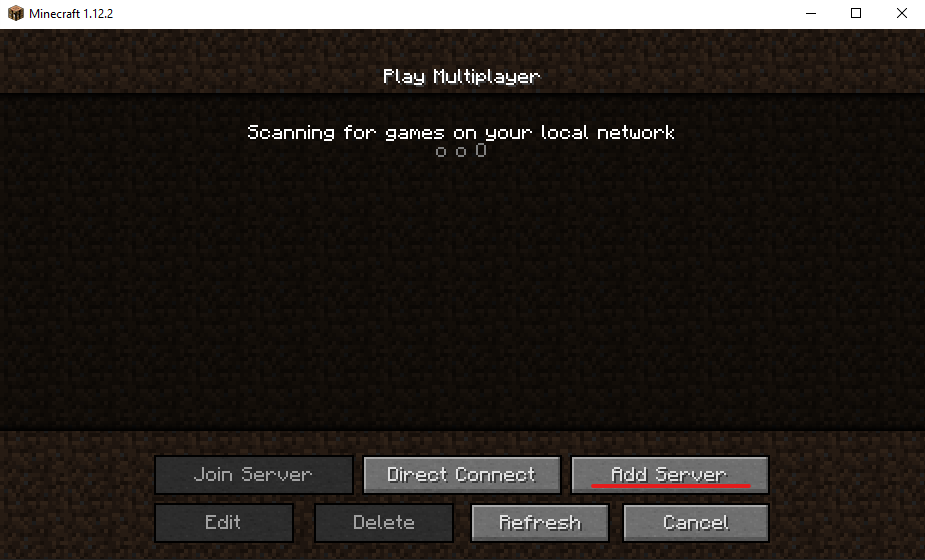 Minecraft 1.12.2
Play Multiplayer
Scanning for games on your local network
o o O
Join Server Direct Connect Add Server
Edit Delete Refresh Cancel